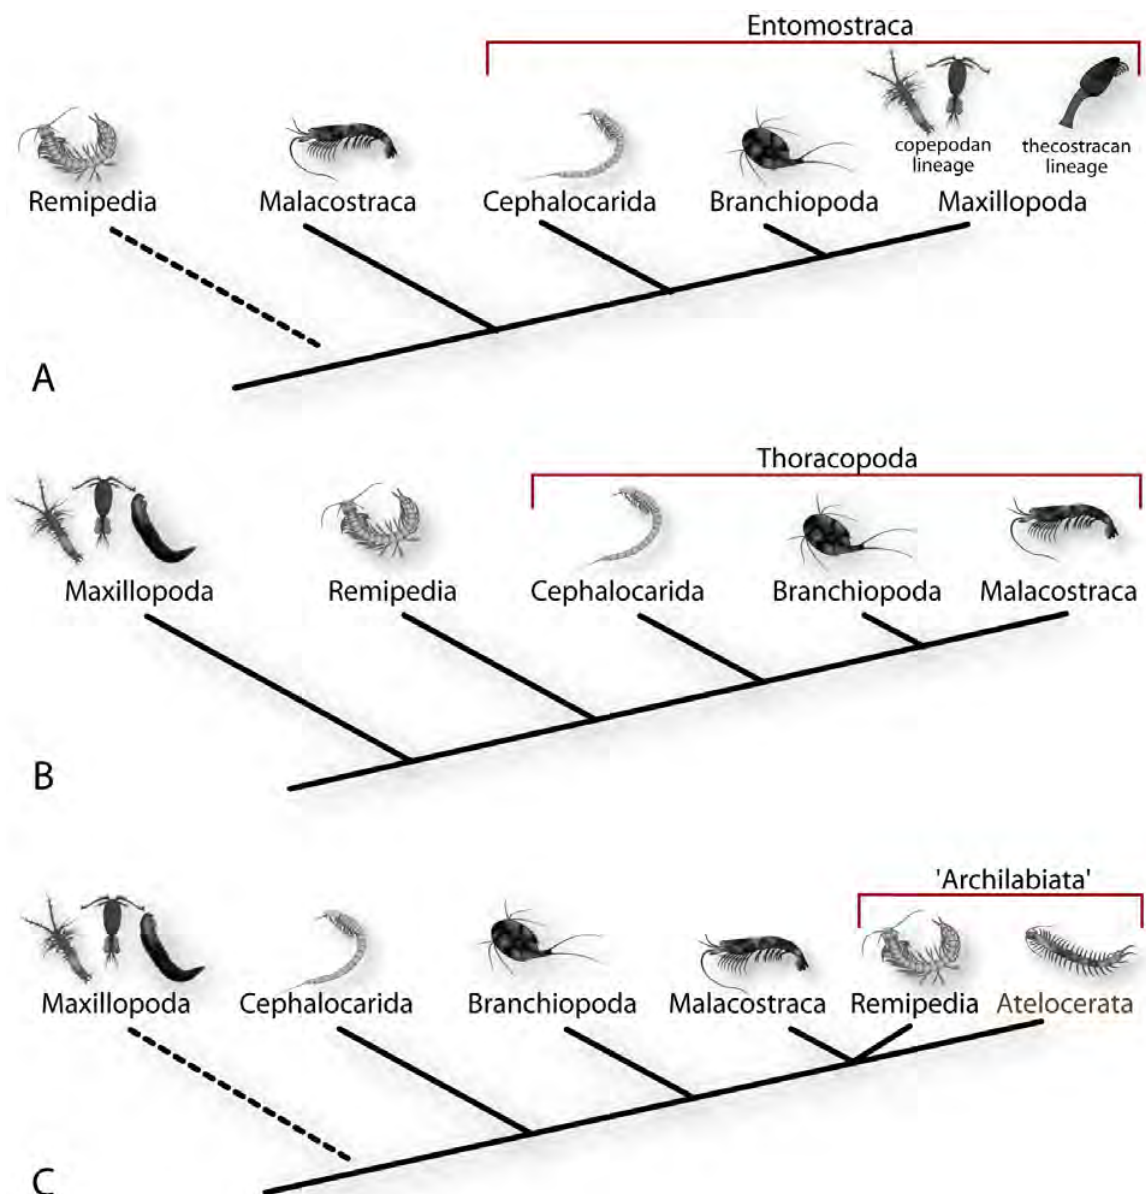 Entomostraca
copepodan
lineage
thecostracan
lineage
Remipedia
Malacostraca
Cephalocarida
Branchiopoda
Maxillopoda
A
Thoracopoda
Maxillopoda
Remipedia
Cephalocarida
Branchiopoda
Malacostraca
B
'Archilabiata'
Maxillopoda
Cephalocarida
Branchiopoda
Malacostraca
Remipedia
Atelocerata
C